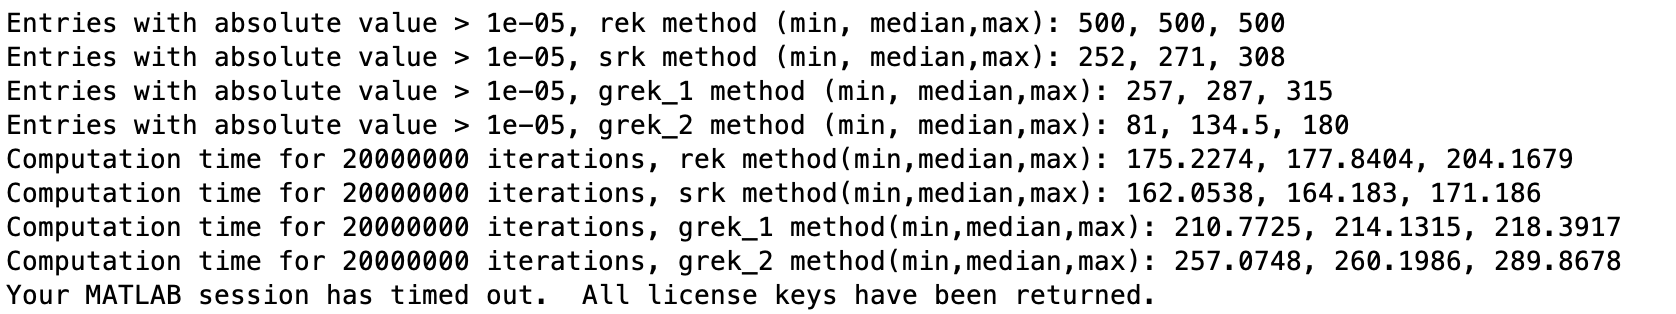 Entries with absolute value > 1e-05, rek method (min, median,max): 500, 500, 500
Entries with absolute value > 1e-05, srk method (min, median,max): 252, 271, 308
Entries with absolute value > 1e-05, grek_1 method (min, median,max): 257, 287, 315
Entries with absolute value > 1e-05, grek_2 method (min, median,max): 81, 134.5, 180
Computation time for 20000000 iterations, rek method(min,median,max): 175.2274, 177.8404, 204.1679
Computation time for 20000000 iterations, srk method(min,median,max): 162.0538, 164.183, 171.186
Computation time for 20000000 iterations, grek_1 method(min,median,max): 210.7725, 214.1315, 218.3917
Computation time for 20000000 iterations, grek_2 method(min,median,max): 257.0748, 260.1986, 289.8678
Your MATLAB session has timed out.  All license keys have been returned.